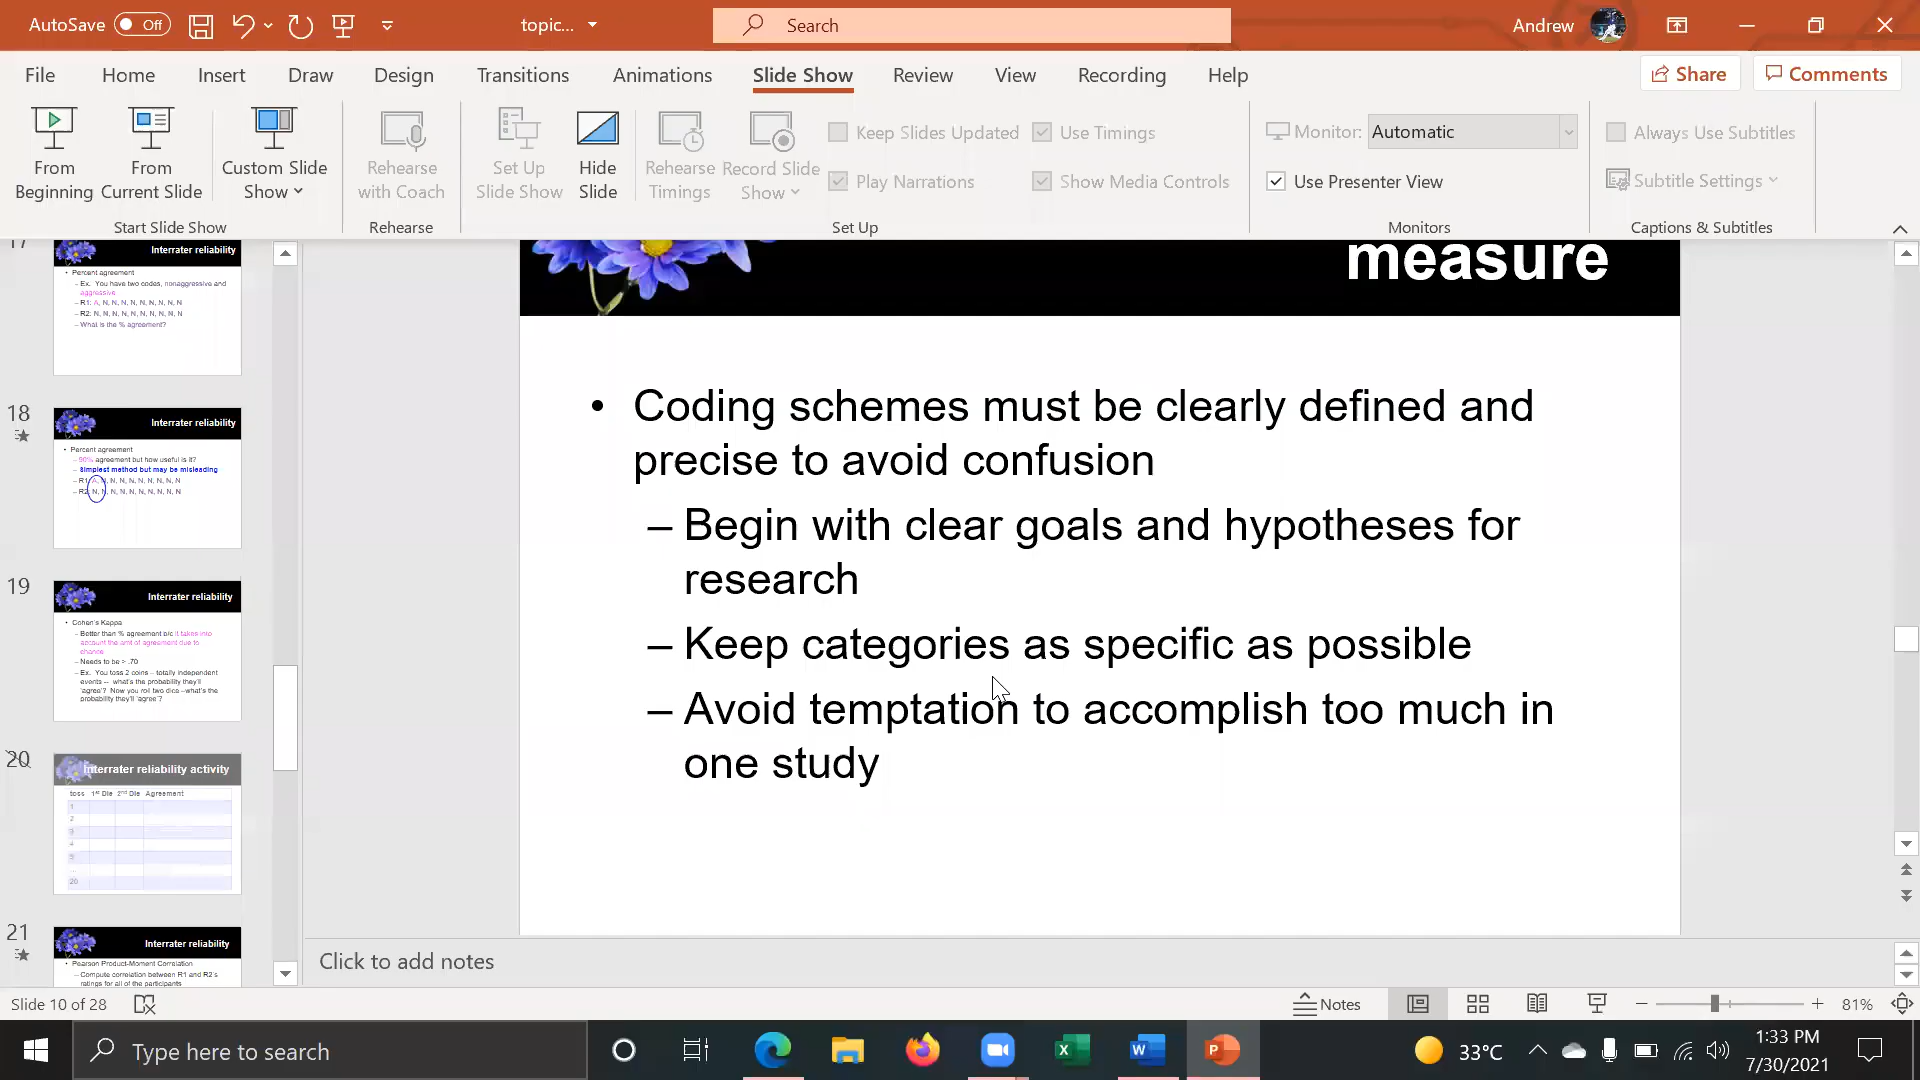 AutoSave Off topic... Search Andrew
File Home Insert Draw Design Transitions Animations Slide Show Review View Recording Help Share Comments
From Beginning
From Current Slide
Custom Slide Show
Rehearse with Coach
Set Up Slide Show
Hide Slide
Rehearse Timings
Record Slide Show
Keep Slides Updated
Play Narrations
Use Timings
Show Media Controls
Monitor: Automatic
Use Presenter View
Always Use Subtitles
Subtitle Settings
Start Slide Show Rehearse Set Up Monitors Captions & Subtitles
17
Interrater reliability
• Percent agreement
– Ex. You have two codes, nonaggressive and
aggressive
– R1: A, N, N, N, N, N, N, N, N, N
– R2: N, N, N, N, N, N, N, N, N, N
– What is the % agreement?
18
Interrater reliability
• Percent agreement
– 90% agreement but how useful is it?
– Simplest method but may be misleading
– R1: A, N, N, N, N, N, N, N, N, N
– R2: N, N, N, N, N, N, N, N, N, N
19
Interrater reliability
• Cohen's Kappa
– Better than % agreement b/c it takes into
account the amt of agreement due to
chance
– Needs to be > .70
– Ex. You toss 2 coins – totally independent
events -- what's the probability they'll
'agree'? Now you roll two dice –what's the
probability they'll 'agree'?
20
Interrater reliability activity
toss 1st Die 2nd Die Agreement
1
2
3
4
5
...
20
21
Interrater reliability
• Pearson Product-Moment Correlation
– Compute correlation between R1 and R2's
ratings for all of the participants
measure
• Coding schemes must be clearly defined and
precise to avoid confusion
– Begin with clear goals and hypotheses for
research
– Keep categories as specific as possible
– Avoid temptation to accomplish too much in
one study
Click to add notes
Slide 10 of 28 Notes 81%
Type here to search 33°C 1:33 PM
7/30/2021